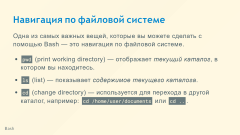 Навигация по файловой системе
Одна из самых важных вещей, которые вы можете сделать с
помощью Bash — это навигация по файловой системе.
• pwd (print working directory) — отображает текущий каталог, в
котором вы находитесь.
• ls (list) — показывает содержимое текущего каталога.
• cd (change directory) — используется для перехода в другой
каталог, например: cd /home/user/documents или cd ..
Bash